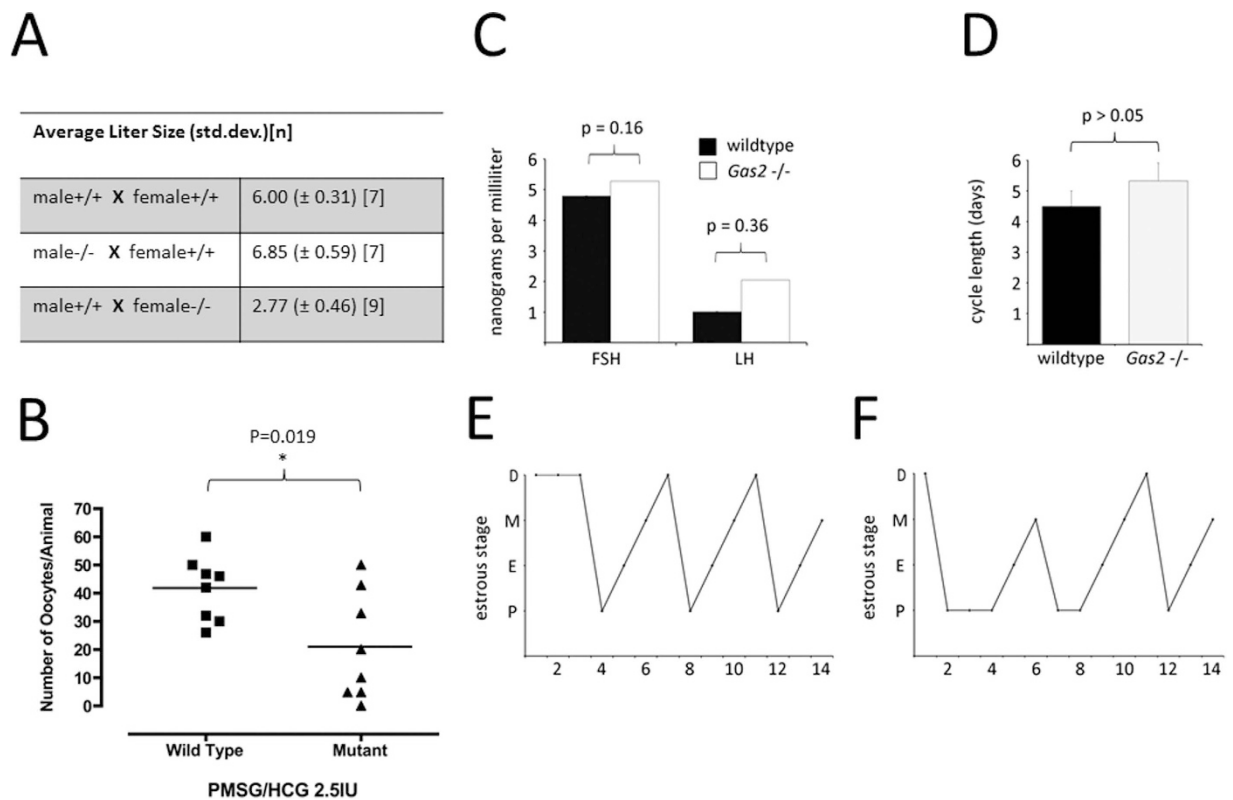 A
Average Liter Size (std.dev.)[n]
male+/+ X female+/+ 6.00 (± 0.31) [7]
male-/- X female+/+ 6.85 (± 0.59) [7]
male+/+ X female-/- 2.77 (± 0.46) [9]
B
P=0.019
*
Number of Oocytes/Animal
70
60
50
40
30
20
10
0
Wild Type Mutant
PMSG/HCG 2.5IU
C
p = 0.16
wildtype
Gas2 -/-
p = 0.36
nanograms per milliliter
6
5
4
3
2
1
FSH LH
D
p > 0.05
cycle length (days)
6
5
4
3
2
1
wildtype Gas2 -/-
E
estrous stage
D
M
E
P
2 4 6 8 10 12 14
F
estrous stage
D
M
E
P
2 4 6 8 10 12 14